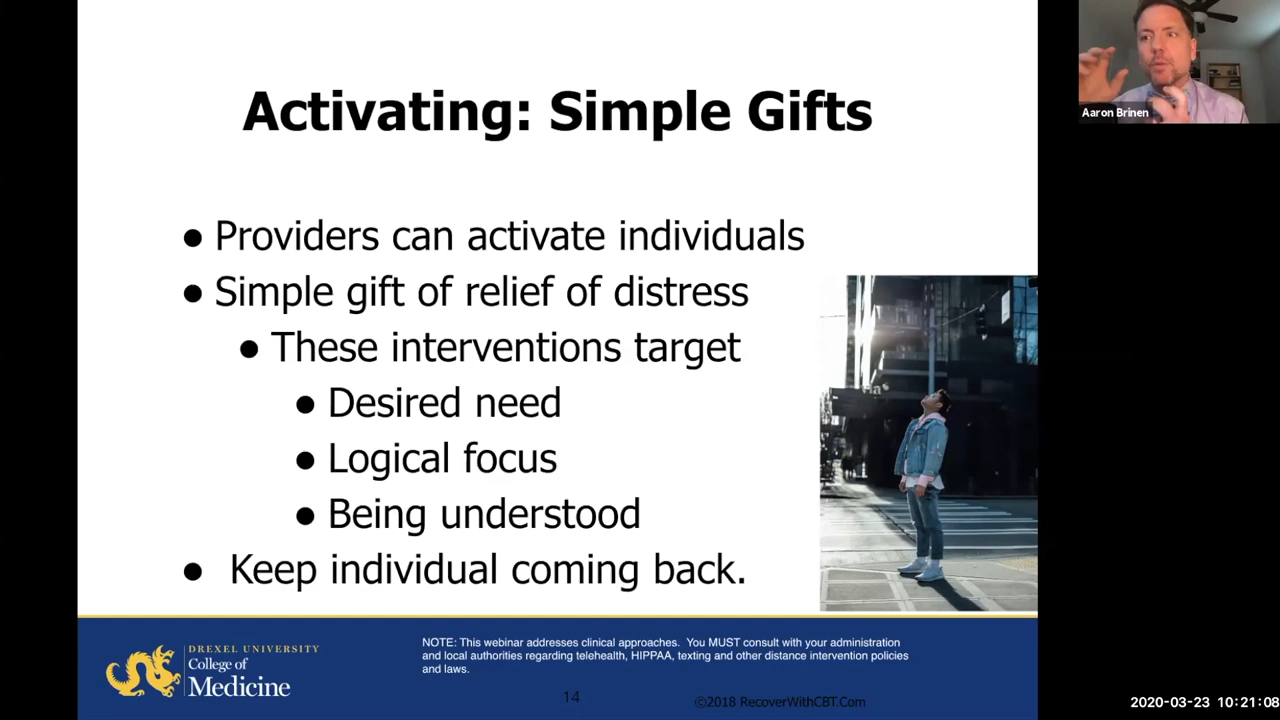 Activating: Simple Gifts
● Providers can activate individuals
● Simple gift of relief of distress
● These interventions target
● Desired need
● Logical focus
● Being understood
● Keep individual coming back.
Aaron Brinen
DREXEL UNIVERSITY
College of
Medicine
NOTE: This webinar addresses clinical approaches. You MUST consult with your administration
and local authorities regarding telehealth, HIPPAA, texting and other distance intervention policies
and laws.
14
©2018 RecoverWithCBT.Com
2020-03-23 10:21:08